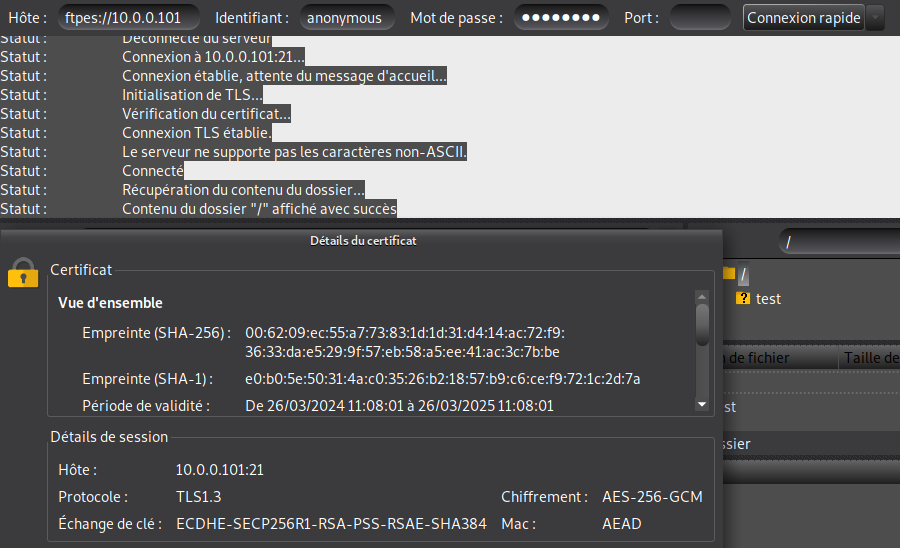 Hôte : ftpes://10.0.0.101 Identifiant : anonymous Mot de passe : ●●●●●●●● Port : Connexion rapide
Statut : Déconnecté du serveur
Statut : Connexion à 10.0.0.101:21...
Statut : Connexion établie, attente du message d'accueil...
Statut : Initialisation de TLS...
Statut : Vérification du certificat...
Statut : Connexion TLS établie.
Statut : Le serveur ne supporte pas les caractères non-ASCII.
Statut : Connecté
Statut : Récupération du contenu du dossier...
Statut : Contenu du dossier "/" affiché avec succès
Détails du certificat
/
/
? test
de fichier Taille de
st
ssier
Certificat
Vue d'ensemble
Empreinte (SHA-256) : 00:62:09:ec:55:a7:73:83:1d:1d:31:d4:14:ac:72:f9:
36:33:da:e5:29:9f:57:eb:58:a5:ee:41:ac:3c:7b:be
Empreinte (SHA-1) : e0:b0:5e:50:31:4a:c0:35:26:b2:18:57:b9:c6:ce:f9:72:1c:2d:7a
Période de validité : De 26/03/2024 11:08:01 à 26/03/2025 11:08:01
Détails de session
Hôte : 10.0.0.101:21
Protocole : TLS1.3 Chiffrement : AES-256-GCM
Échange de clé : ECDHE-SECP256R1-RSA-PSS-RSAE-SHA384 Mac : AEAD